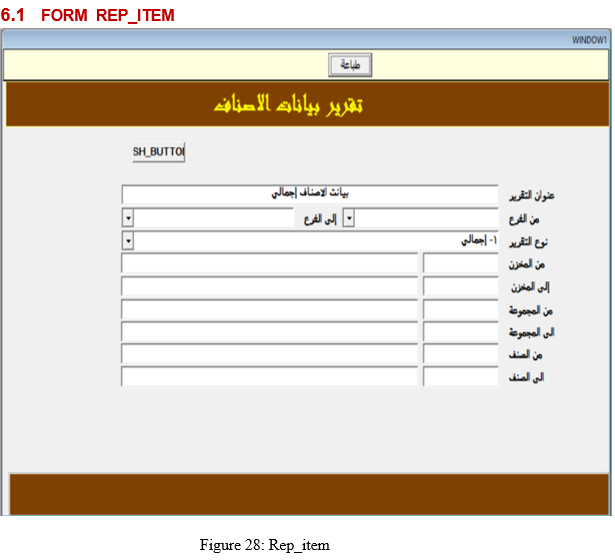 6.1 FORM REP_ITEM
WINDOW1
طباعة
تقرير بيانات الاصناف
SH_BUTTO
عنوان التقرير بيانت الاصناف إجمالي
من الفرع إلى الفرع
نوع التقرير ١- إجمالي
من المخزن
إلى المخزن
من المجموعة
الى المجموعة
من الصنف
الى الصنف
Figure 28: Rep_item